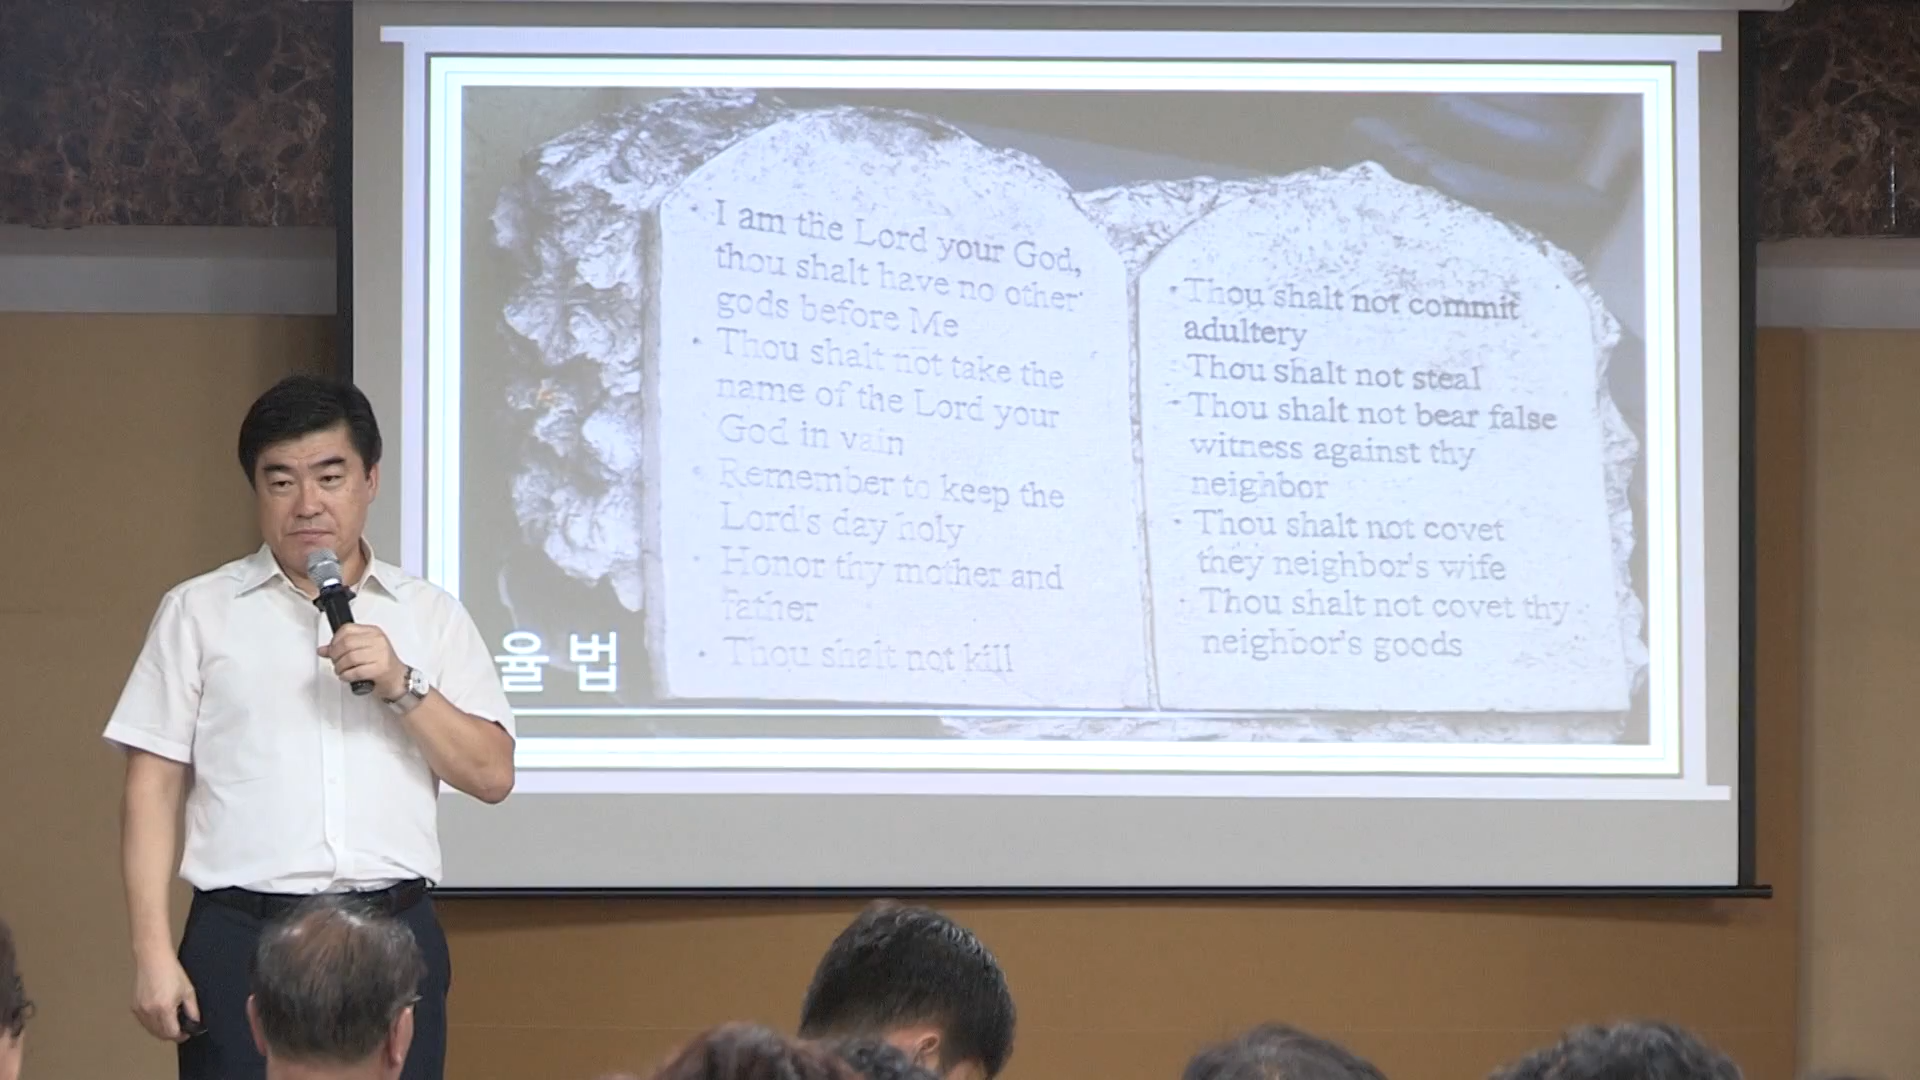 · I am the Lord your God,
thou shalt have no other
gods before Me
· Thou shalt not take the
name of the Lord your
God in vain
· Remember to keep the
Lord's day holy
· Honor thy mother and
father
· Thou shalt not kill
· Thou shalt not commit
adultery
· Thou shalt not steal
· Thou shalt not bear false
witness against thy
neighbor
· Thou shalt not covet
they neighbor's wife
· Thou shalt not covet thy
neighbor's goods
율법